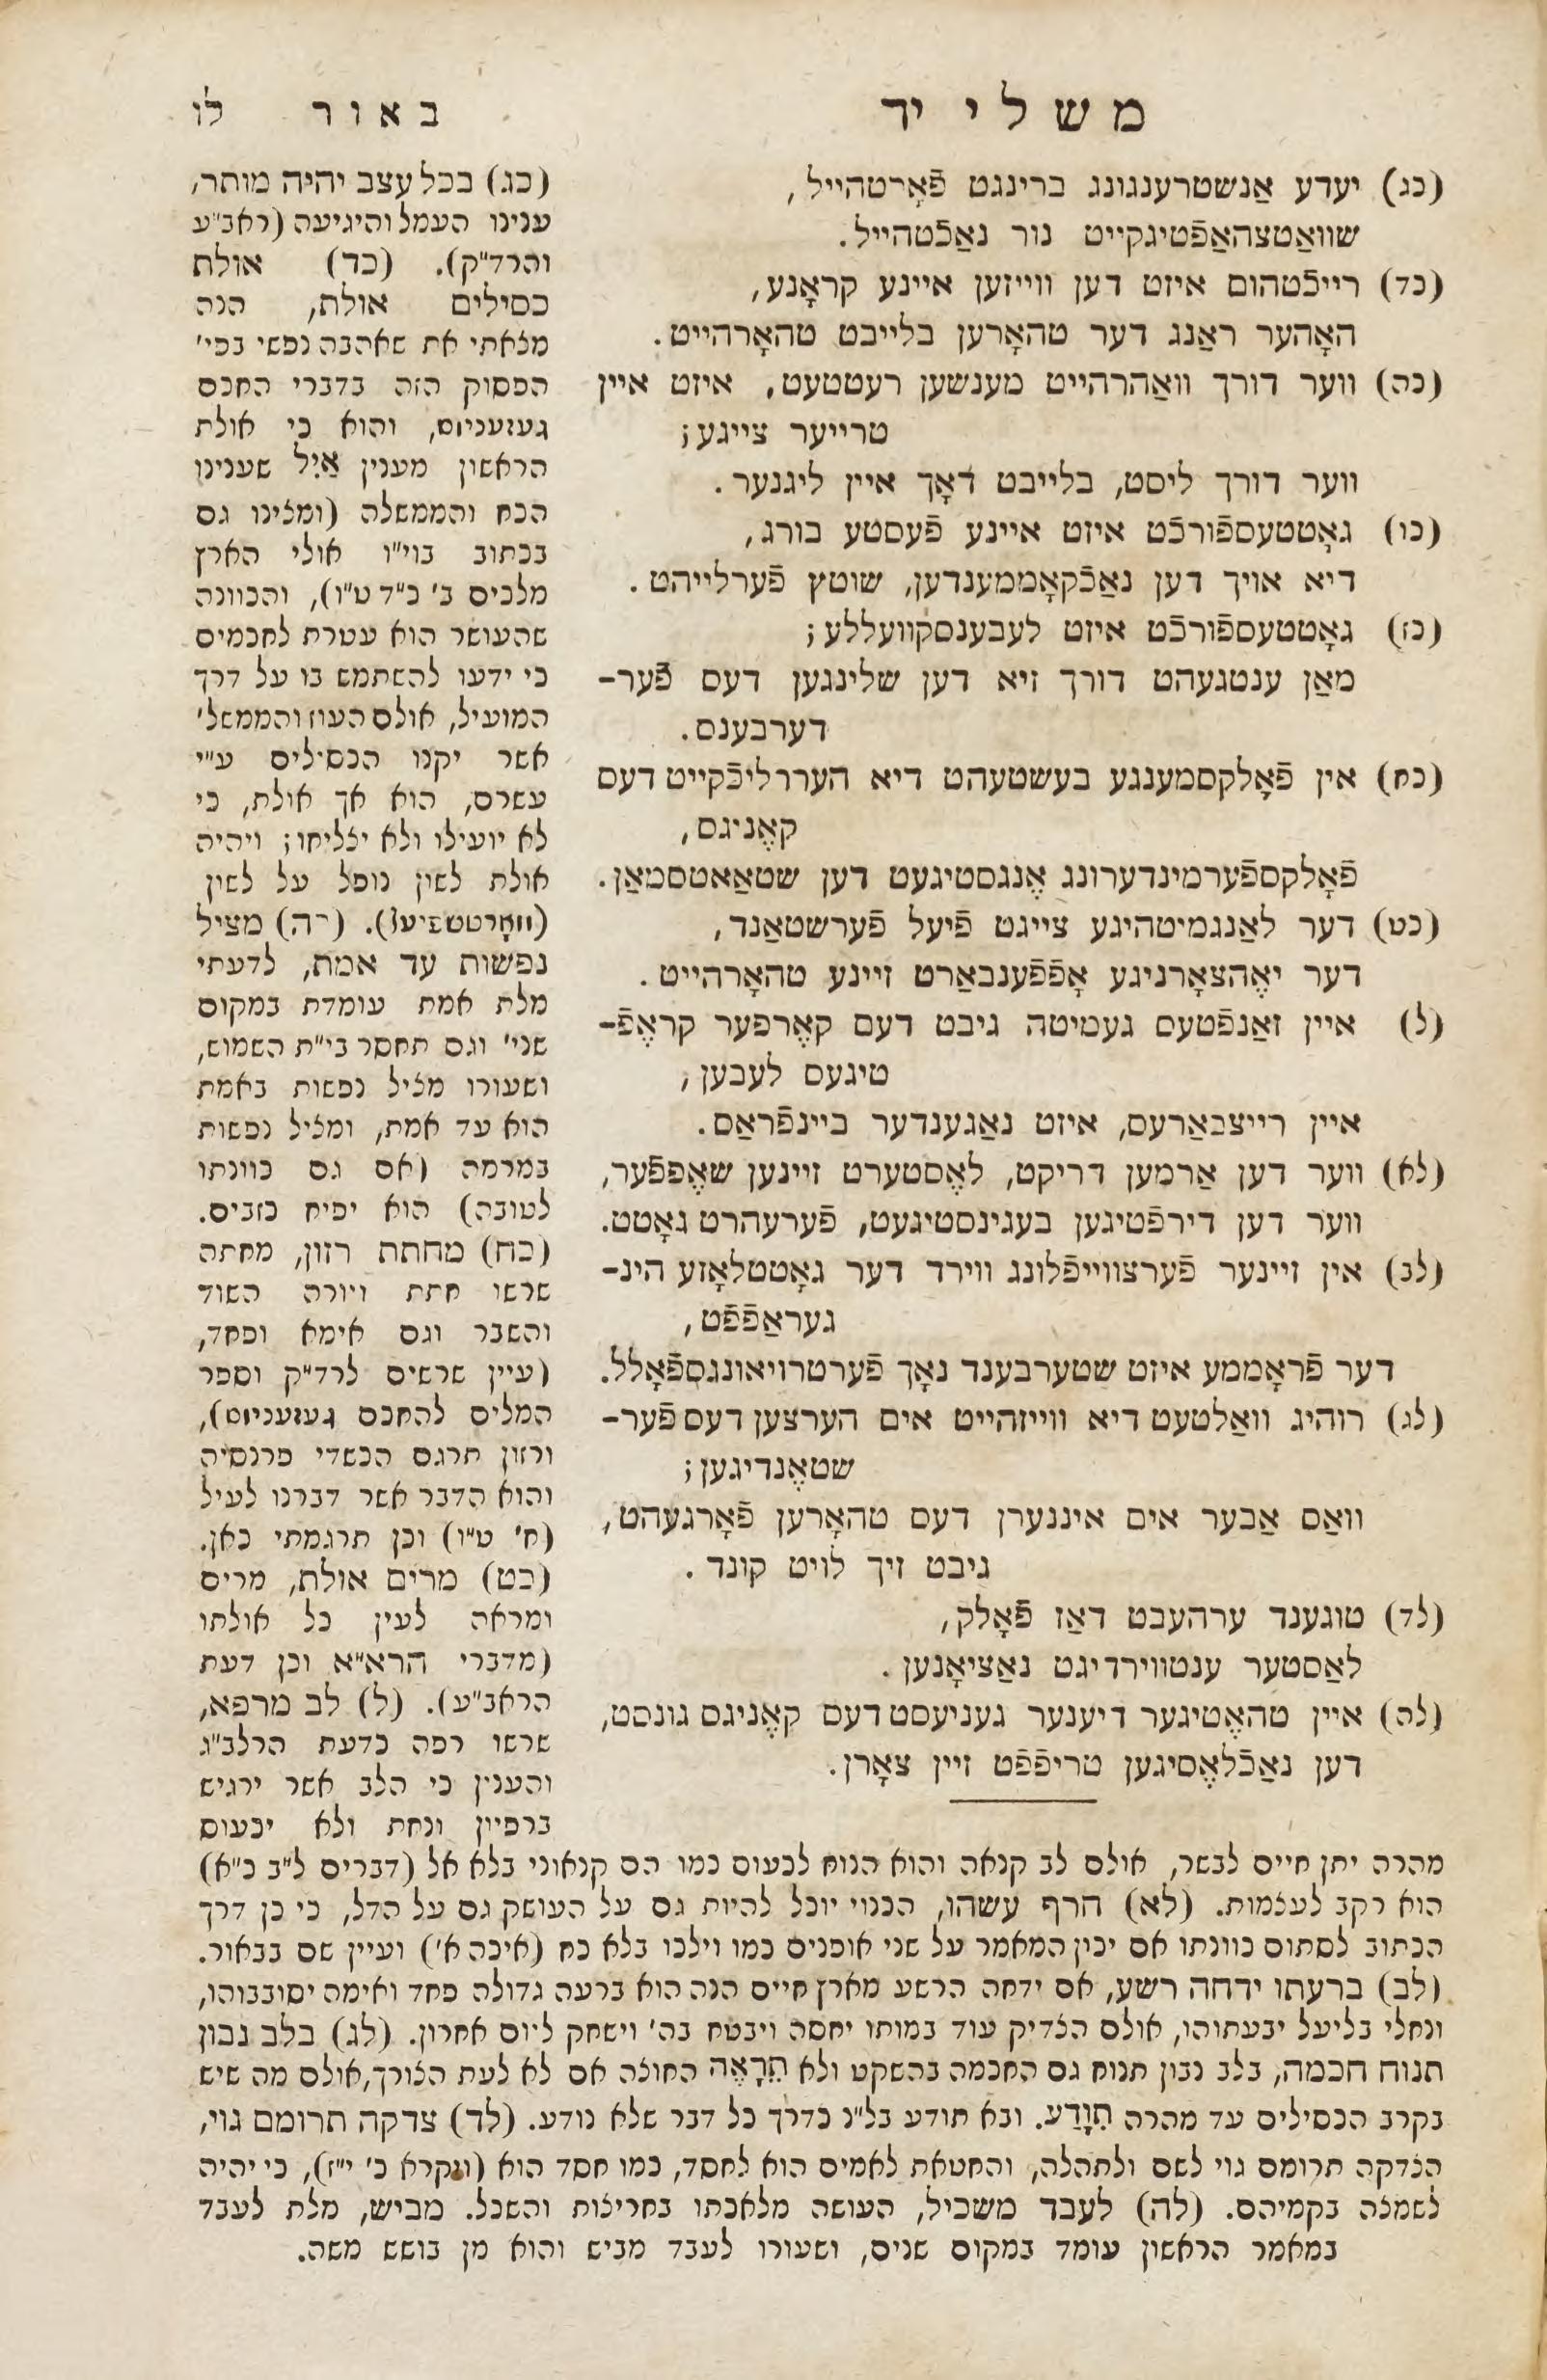 משלי יד
באור לו
(כג) יעדע אַנשטרענגונג ברינגט פֿאָרטהייל,
שוואַטצהאַפֿטיגקייט נור נאַכֿטהייל.
(כד) רייכֿטהום איזט דען ווייזען איינע קראָנע,
האָהער ראַנג דער טהאָרען בלייבט טהאָרהייט.
(כה) ווער דורך וואַהרהייט מענשען רעטטעט, איזט איין
טרייער צייגע;
ווער דורך ליסט, בלייבט דאָך איין ליגנער.
(כו) גאָטטעספֿורכֿט איזט איינע פֿעסטע בורג,
דיא אויך דען נאַכֿקאָממענדען, שוטץ פֿערלייהט.
(כז) גאָטטעספֿורכֿט איזט לעבענסקוועללע;
מאַן ענטגעהט דורך זיא דען שלינגען דעס פֿער-
דערבענס.
(כח) אין פֿאָלקסמענגע בעשטעהט דיא העררליכֿקייט דעס
קאֶָניגס,
פֿאָלקספֿערמינדערונג אֶנגסטיגעט דען שטאַאטסמאַן.
(כט) דער לאַנגמיטהיגע צייגט פֿיעל פֿערשטאַנד,
דער יאֶהצאָרניגע אָפֿפֿענבאַרט זיינע טהאָרהייט.
(ל) איין זאַנפֿטעס געמיטה גיבט דעם קאֶרפער קראֶפֿ-
טיגעס לעבען,
איין רייצבאַרעס, איזט נאַגענדער ביינפֿראַס.
(לא) ווער דען אַרמען דריקט, לאֶסטערט זיינען שאֶפפֿער,
ווער דען דירפֿטיגען בעגינסטיגעט, פֿערעהרט גאָטט.
(לב) אין זיינער פֿערצווייפֿלונג ווירד דער גאָטטלאָזע הינ-
געראַפֿפֿט,
דער פֿראָממע איזט שטערבענד נאָך פֿערטרויאונגספֿאָלל.
(לג) רוהיג וואַלטעט דיא ווייזהייט אים הערצען דעס פֿער-
שטאֶנדיגען;
וואַס אַבער אים איננערן דעס טהאָרען פֿאָרגעהט,
גיבט זיך לויט קונד.
(לד) טוגענד ערהעבט דאַז פֿאָלק,
לאַסטער ענטווירדיגט נאַציאָנען.
(לה) איין טהאֶטיגער דיענער געניעסט דעס קאֶניגס גונסט,
דען נאַכֿלאֶסיגען טריפֿפֿט זיין צאָרן.
(כג) בכל עצב יהיה מותר,
ענינו העמל והיגיעה (ראב"ע
והרד"ק). (כד) אולת
כסילים אולת, הנה
מצאתי את שאהבה נפשי בפי'
הפסוק הזה בדברי החכם
געזעניוס, והוא כי אולת
הראשון מענין אַיִל שענינו
הכח והממשלה (ומצינו גם
בכתוב בוי"ו אולי הארץ
מלכים ב' כ"ד ט"ו), והכוונה
שהעושר הוא עטרת לחכמים
כי ידעו להשתמש בו על דרך
המועיל, אולם העוז והממשל'
אשר יקנו הכסילים ע"י
עשרם, הוא אך אולת, כי
לא יועילו ולא יצליחו; ויהיה
אולת לשון נופל על לשון
(וואָרטשפיעל). (כה) מציל
נפשות עד אמת, לדעתי
מלת אמת עומדת במקום
שני' וגם תחסר בי"ת השמוש,
ושעורו מציל נפשות באמת
הוא עד אמת, ומציל נפשות
במרמה (אם גם כוונתו
לטובה) הוא יפיח כזבים.
(כח) מחתת רזון, מחתה
שרשו חתת ויורה השוד
והשבר וגם אימא ופחד,
(עיין שרשים לרד"ק וספר
המלים להחכם געזעניוס),
ורזון תרגם הכשדי פרנסיה
והוא הדבר אשר דברנו לעיל
(ח' ט"ו) וכן תרגמתי כאן.
(כט) מרים אולת, מרים
ומראה לעין כל אולתו
(מדברי הרא"א וכן דעת
הראב"ע). (ל) לב מרפא,
שרשו רפה כדעת הרלב"ג
והענין כי הלב אשר ירגיש
ברפיון ונחת ולא יכעוס
מהרה יתן חיים לבשר, אולם לב קנאה והוא הנוח לכעוס כמו הם קנאוני בלא אל (דברים ל"ב כ"א)
הוא רקב לעצמות. (לא) חרף עשהו, הכנוי יוכל להיות גם על העושק גם על הדל, כי כן דרך
הכתוב לסתום כוונתו אם יכון המאמר על שני אופנים כמו וילכו בלא כח (איכה א') ועיין שם בבאור.
(לב) ברעתו ידחה רשע, אם ידחה הרשע מארץ חיים הנה הוא ברעה גדולה פחד ואימה יסובבוהו,
ונחלי בליעל יבעתוהו, אולם הצדיק עוד במותו יחסה ויבטח בה' וישחק ליום אחרון. (לג) בלב נבון
תנוח חכמה, בלב נבון תנוח גם החכמה בהשקט ולא תֵרָאֶה החוצה אם לא לעת הצורך, אולם מה שיש
בקרב הכסילים עד מהרה תִוָדַע. ובא תודע בל"נ כדרך כל דבר שלא נודע. (לד) צדקה תרומם גוי,
הצדקה תרומם גוי לשם ולתהלה, והחטאת לאמים הוא לחסד, כמו חסד הוא (ויקרא כ' י"ז), כי יהיה
לשמצה בקמיהם. (לה) לעבד משכיל, העושה מלאכתו בחריצות והשכל. מביש, מלת לעבד
במאמר הראשון עומד במקום שנים, ושעורו לעבד מביש והוא מן בושש משה.